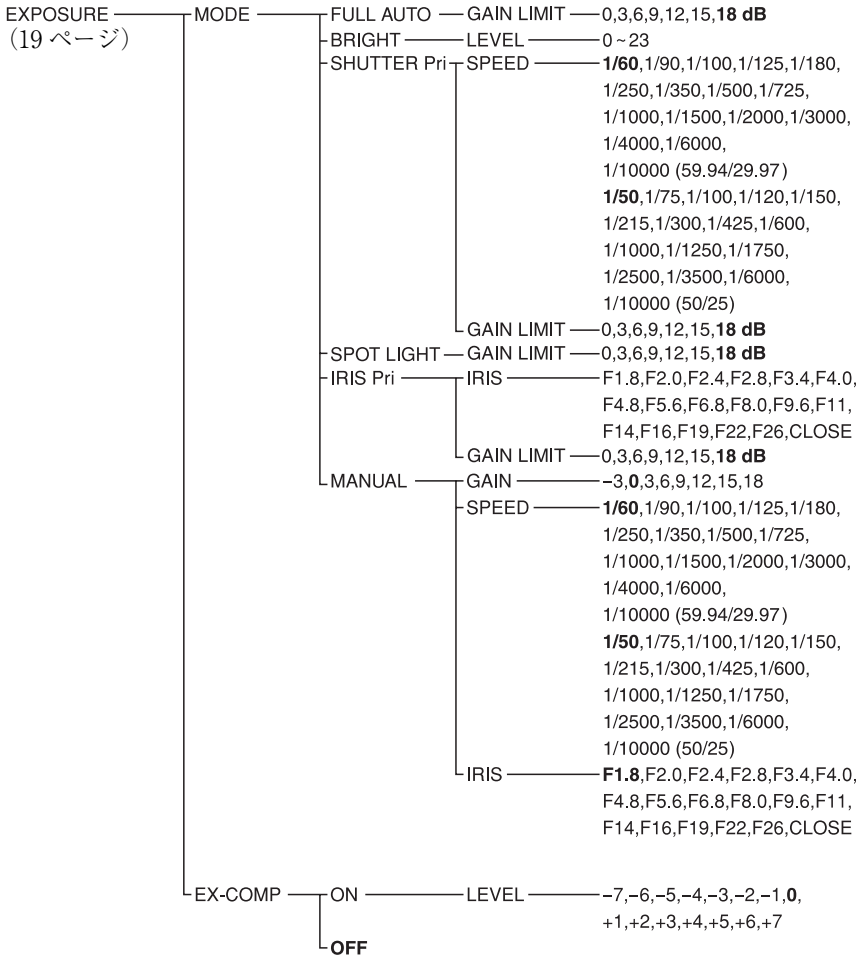 EXPOSURE MODE FULL AUTO GAIN LIMIT 0,3,6,9,12,15,18 dB
(19 ページ) BRIGHT LEVEL 0 ~ 23
SHUTTER Pri SPEED 1/60,1/90,1/100,1/125,1/180,
1/250,1/350,1/500,1/725,
1/1000,1/1500,1/2000,1/3000,
1/4000,1/6000,
1/10000 (59.94/29.97)
1/50,1/75,1/100,1/120,1/150,
1/215,1/300,1/425,1/600,
1/1000,1/1250,1/1750,
1/2500,1/3500,1/6000,
1/10000 (50/25)
GAIN LIMIT 0,3,6,9,12,15,18 dB
SPOT LIGHT GAIN LIMIT 0,3,6,9,12,15,18 dB
IRIS Pri IRIS F1.8,F2.0,F2.4,F2.8,F3.4,F4.0,
F4.8,F5.6,F6.8,F8.0,F9.6,F11,
F14,F16,F19,F22,F26,CLOSE
GAIN LIMIT 0,3,6,9,12,15,18 dB
MANUAL GAIN −3,0,3,6,9,12,15,18
SPEED 1/60,1/90,1/100,1/125,1/180,
1/250,1/350,1/500,1/725,
1/1000,1/1500,1/2000,1/3000,
1/4000,1/6000,
1/10000 (59.94/29.97)
1/50,1/75,1/100,1/120,1/150,
1/215,1/300,1/425,1/600,
1/1000,1/1250,1/1750,
1/2500,1/3500,1/6000,
1/10000 (50/25)
IRIS F1.8,F2.0,F2.4,F2.8,F3.4,F4.0,
F4.8,F5.6,F6.8,F8.0,F9.6,F11,
F14,F16,F19,F22,F26,CLOSE
EX-COMP ON LEVEL −7,−6,−5,−4,−3,−2,−1,0,
+1,+2,+3,+4,+5,+6,+7
OFF